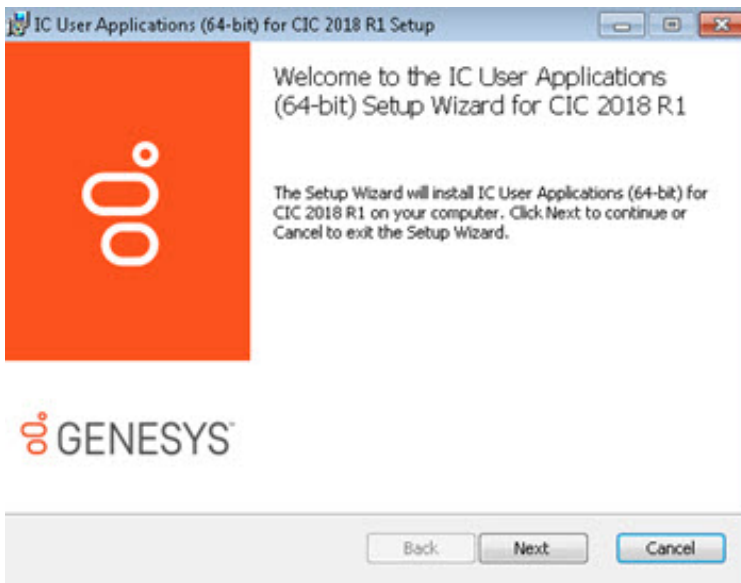 IC User Applications (64-bit) for CIC 2018 R1 Setup
Welcome to the IC User Applications
(64-bit) Setup Wizard for CIC 2018 R1
The Setup Wizard will install IC User Applications (64-bit) for
CIC 2018 R1 on your computer. Click Next to continue or
Cancel to exit the Setup Wizard.
GENESYS™
Back Next Cancel